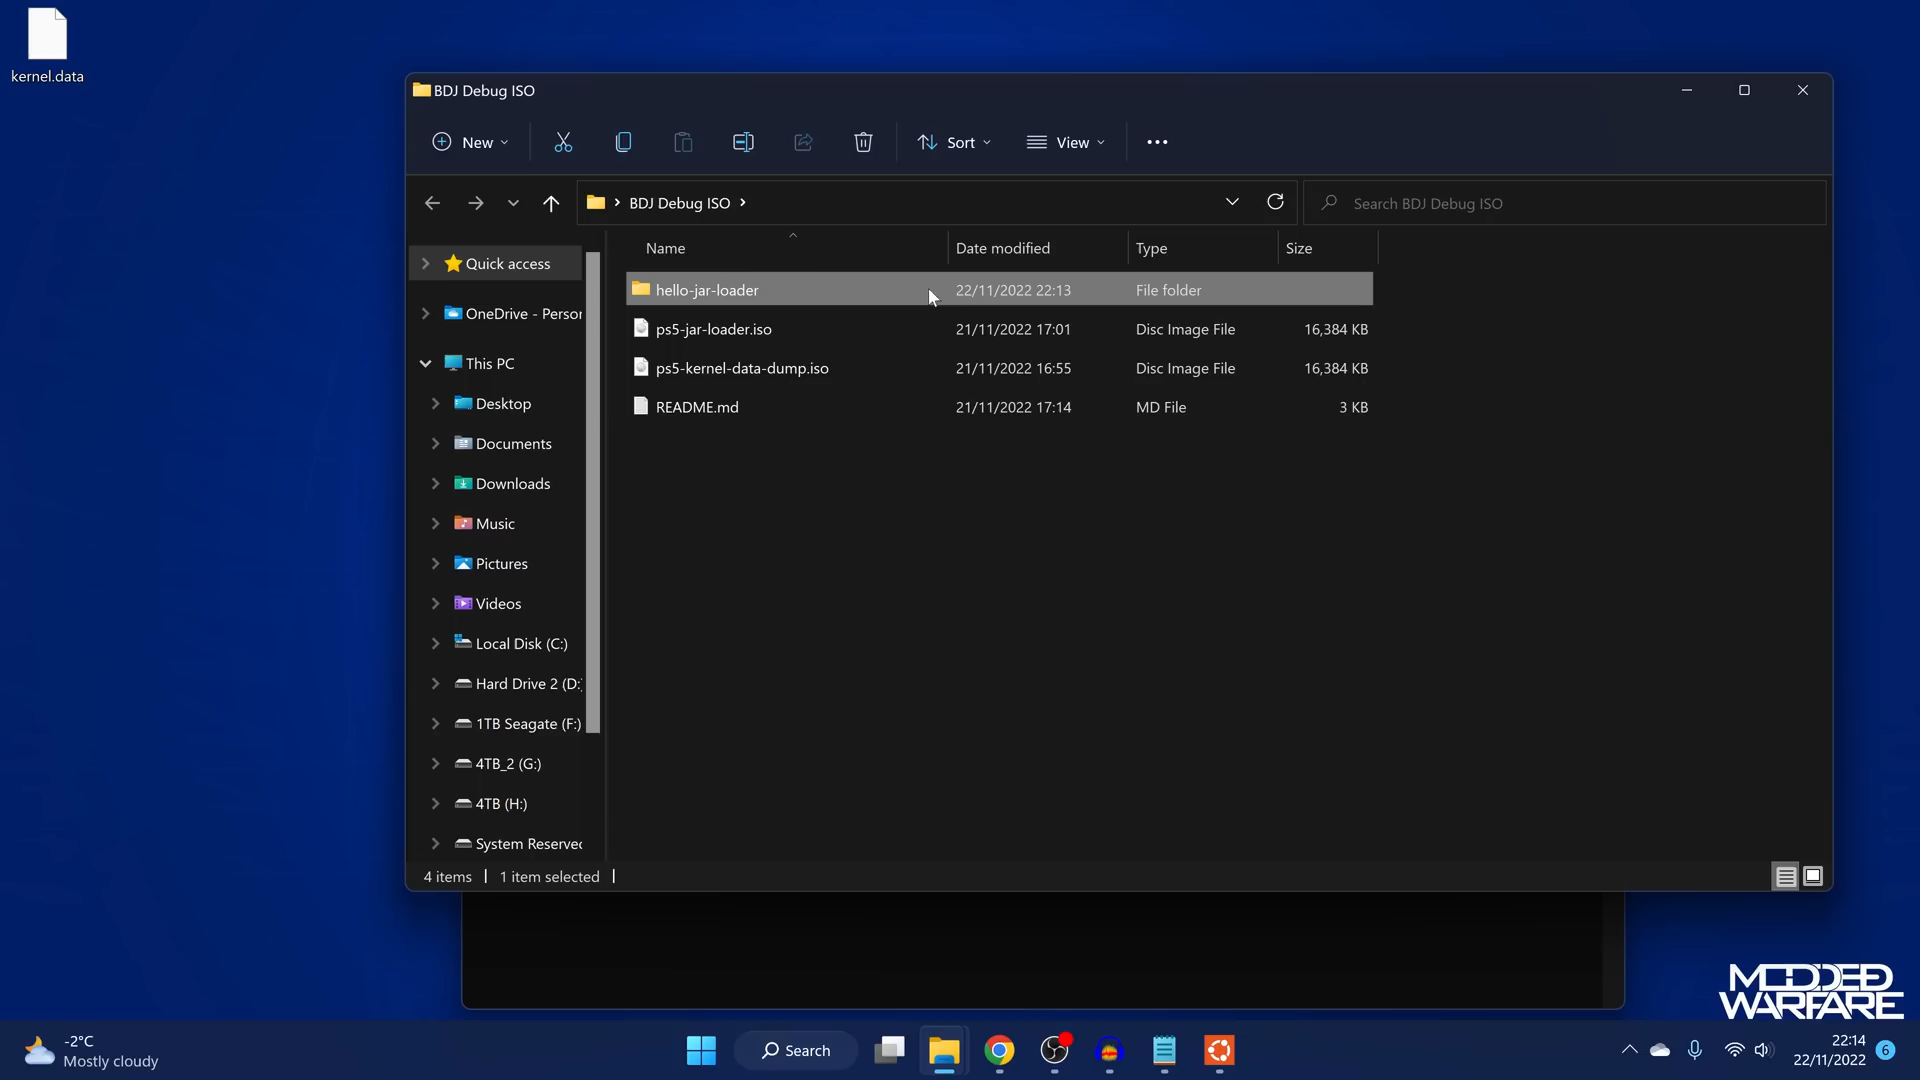 kernel.data
BDJ Debug ISO
New
Sort
View
BDJ Debug ISO
Search BDJ Debug ISO
Name
Date modified
Type
Size
Quick access
hello-jar-loader
22/11/2022 22:13
File folder
OneDrive - Person
ps5-jar-loader.iso
21/11/2022 17:01
Disc Image File
16,384 KB
This PC
ps5-kernel-data-dump.iso
21/11/2022 16:55
Disc Image File
16,384 KB
Desktop
README.md
21/11/2022 17:14
MD File
3 KB
Documents
Downloads
Music
Pictures
Videos
Local Disk (C:)
Hard Drive 2 (D:)
1TB Seagate (F:)
4TB_2 (G:)
4TB (H:)
System Reserved
4 items
1 item selected
MODDED
WARFARE
-2°C
Mostly cloudy
Search
22:14
22/11/2022
6